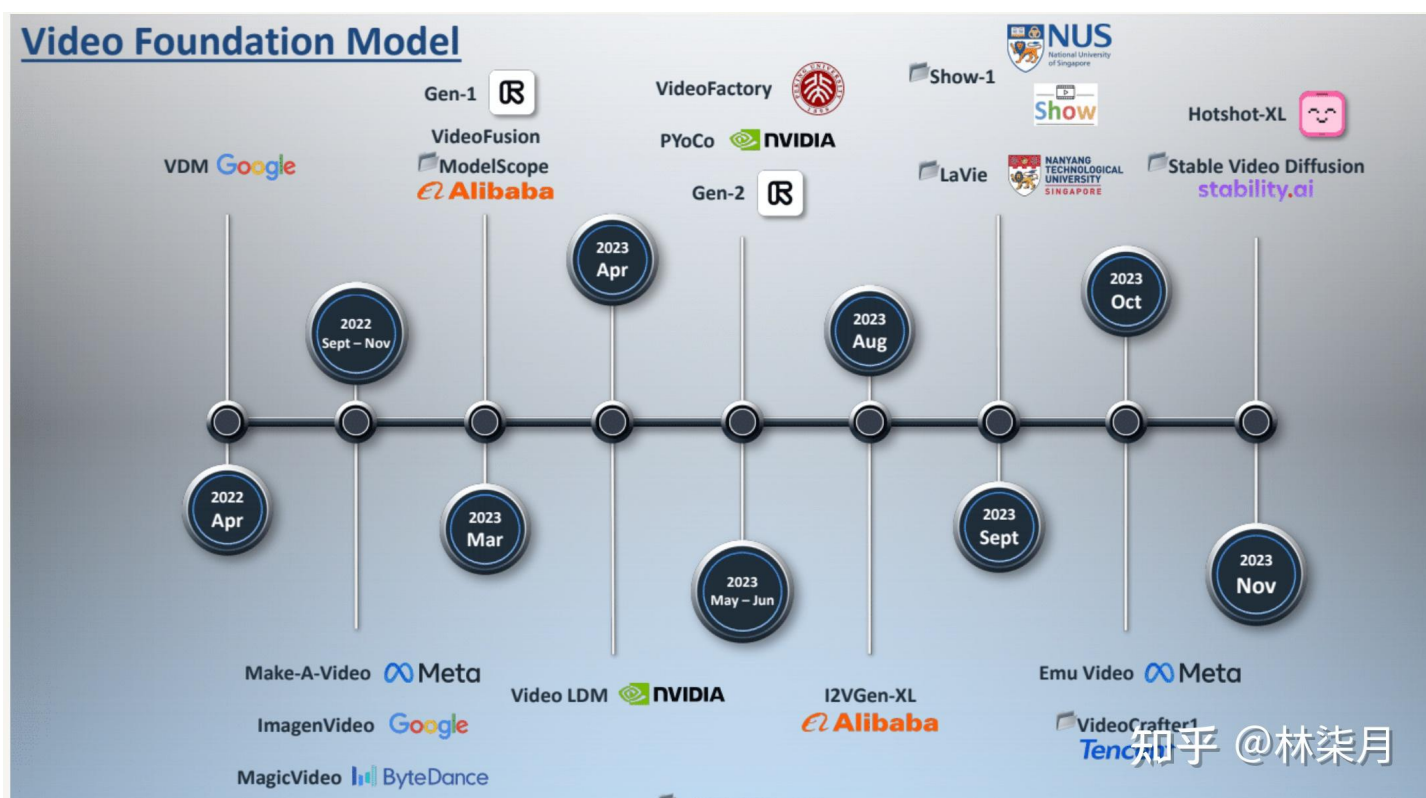 Video Foundation Model
VDM Google
2022
Apr
2022
Sept – Nov
Make-A-Video Meta
ImagenVideo Google
MagicVideo ByteDance
Gen-1
VideoFusion
ModelScope
Alibaba
2023
Mar
2023
Apr
Video LDM NVIDIA
VideoFactory
PEKING UNIVERSITY
1898
PYoCo NVIDIA
Gen-2
2023
May – Jun
2023
Aug
I2VGen-XL
Alibaba
Show-1
NUS
National University
of Singapore
Show
LaVie
NANYANG
TECHNOLOGICAL
UNIVERSITY
SINGAPORE
2023
Sept
2023
Oct
Emu Video Meta
VideoCrafter1
Tencent
Hotshot-XL
Stable Video Diffusion
stability.ai
2023
Nov
知乎 @林柒月